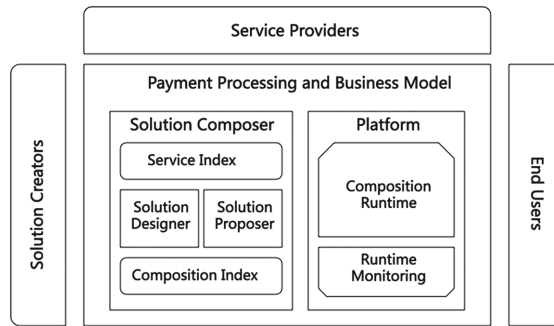 Service Providers
Solution Creators
Payment Processing and Business Model
Solution Composer
Service Index
Solution
Designer
Solution
Proposer
Composition Index
Platform
Composition
Runtime
Runtime
Monitoring
End Users